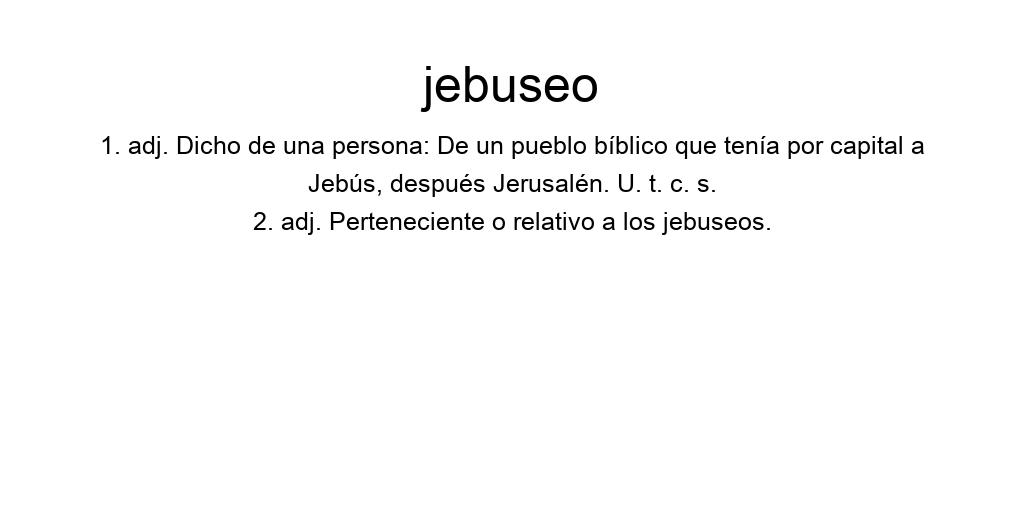 jebuseo
1. adj. Dicho de una persona: De un pueblo bíblico que tenía por capital a
Jebús, después Jerusalén. U. t. c. s.
2. adj. Perteneciente o relativo a los jebuseos.